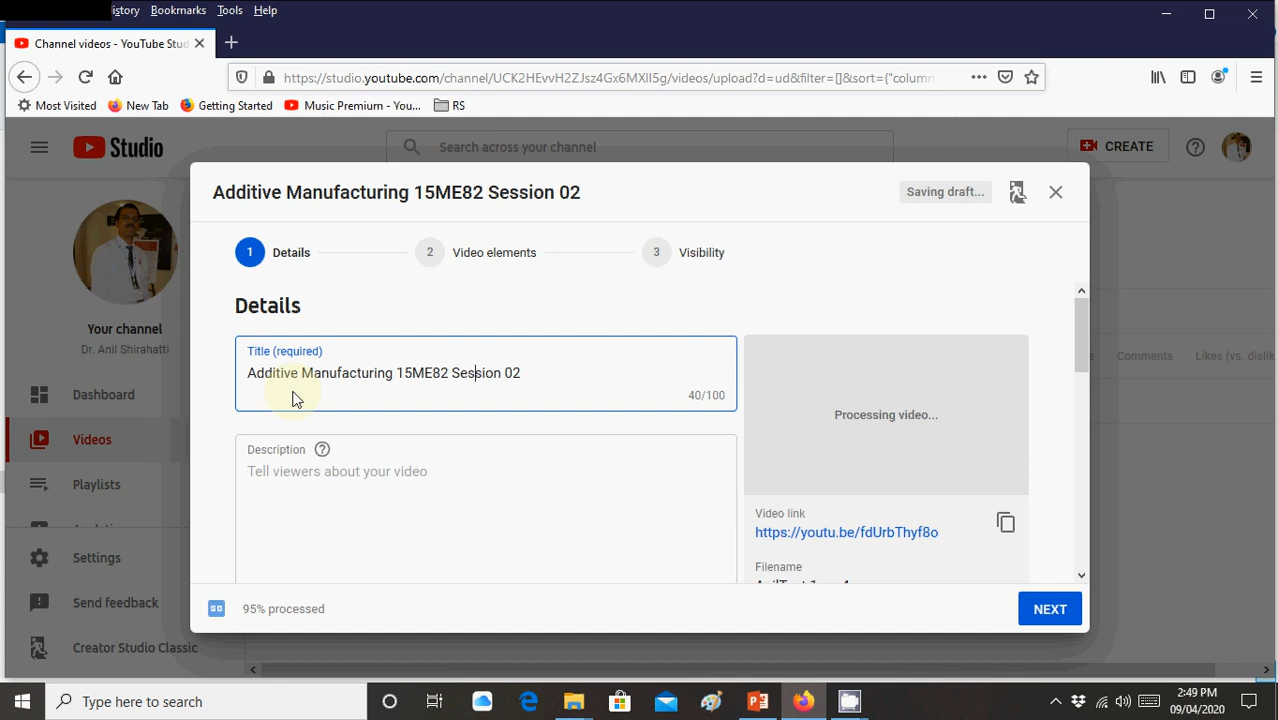 istory Bookmarks Tools Help
Channel videos - YouTube Stud
https://studio.youtube.com/channel/UCK2HEvvH2ZJsz4Gx6MXII5g/videos/upload?d=ud&filter=[]&sort={"column
Most Visited New Tab Getting Started Music Premium - You... RS
Studio Search across your channel CREATE
Additive Manufacturing 15ME82 Session 02 Saving draft...
1 Details 2 Video elements 3 Visibility
Details
Your channel
Dr. Anil Shirahatti
Title (required)
Additive Manufacturing 15ME82 Session 02
40/100
Comments Likes (vs. dislik
Dashboard
Videos
Playlists
Settings
Send feedback
Creator Studio Classic
Processing video...
Description
Tell viewers about your video
Video link
https://youtu.be/fdUrbThyf8o
Filename
SD 95% processed NEXT
Type here to search
2:49 PM
09/04/2020